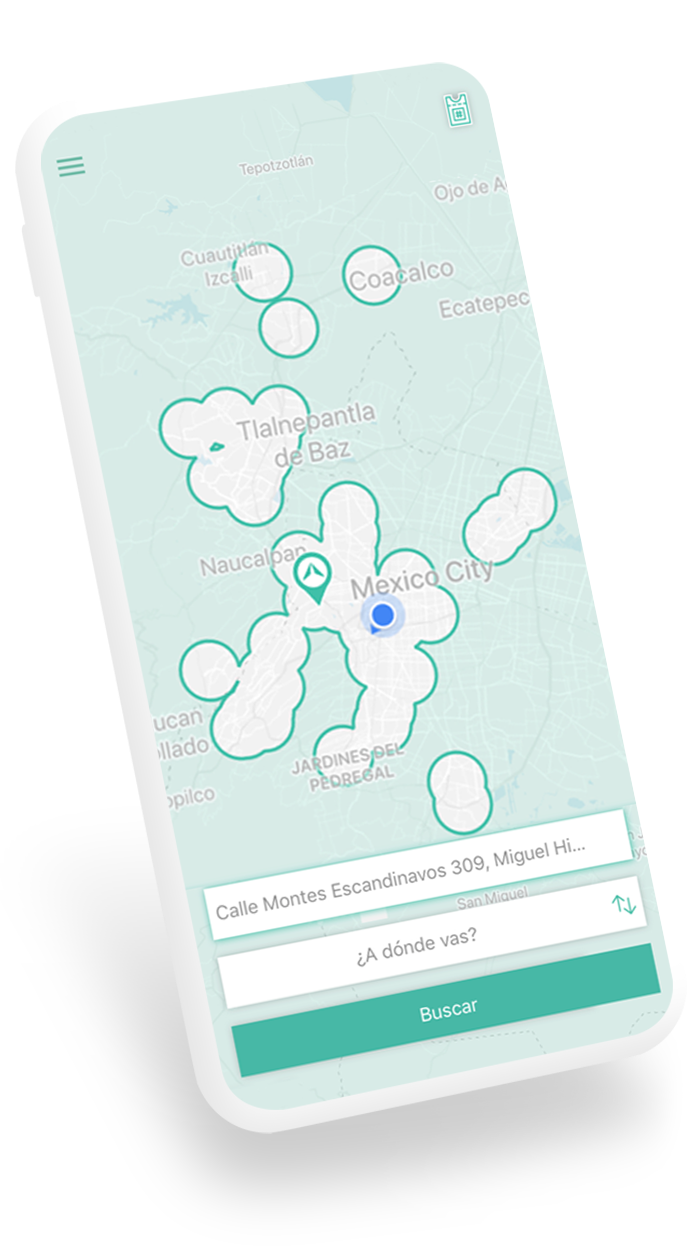 Tepotzotlán
Ojo de A
Cuautitlán
Izcalli
Coacalco
Ecatepec
Tlalnepantla
de Baz
Naucalpan
Mexico City
ucan
llado
JARDINES DEL
PEDREGAL
opilco
Calle Montes Escandinavos 309, Miguel Hi...
San Miguel
¿A dónde vas?
Buscar